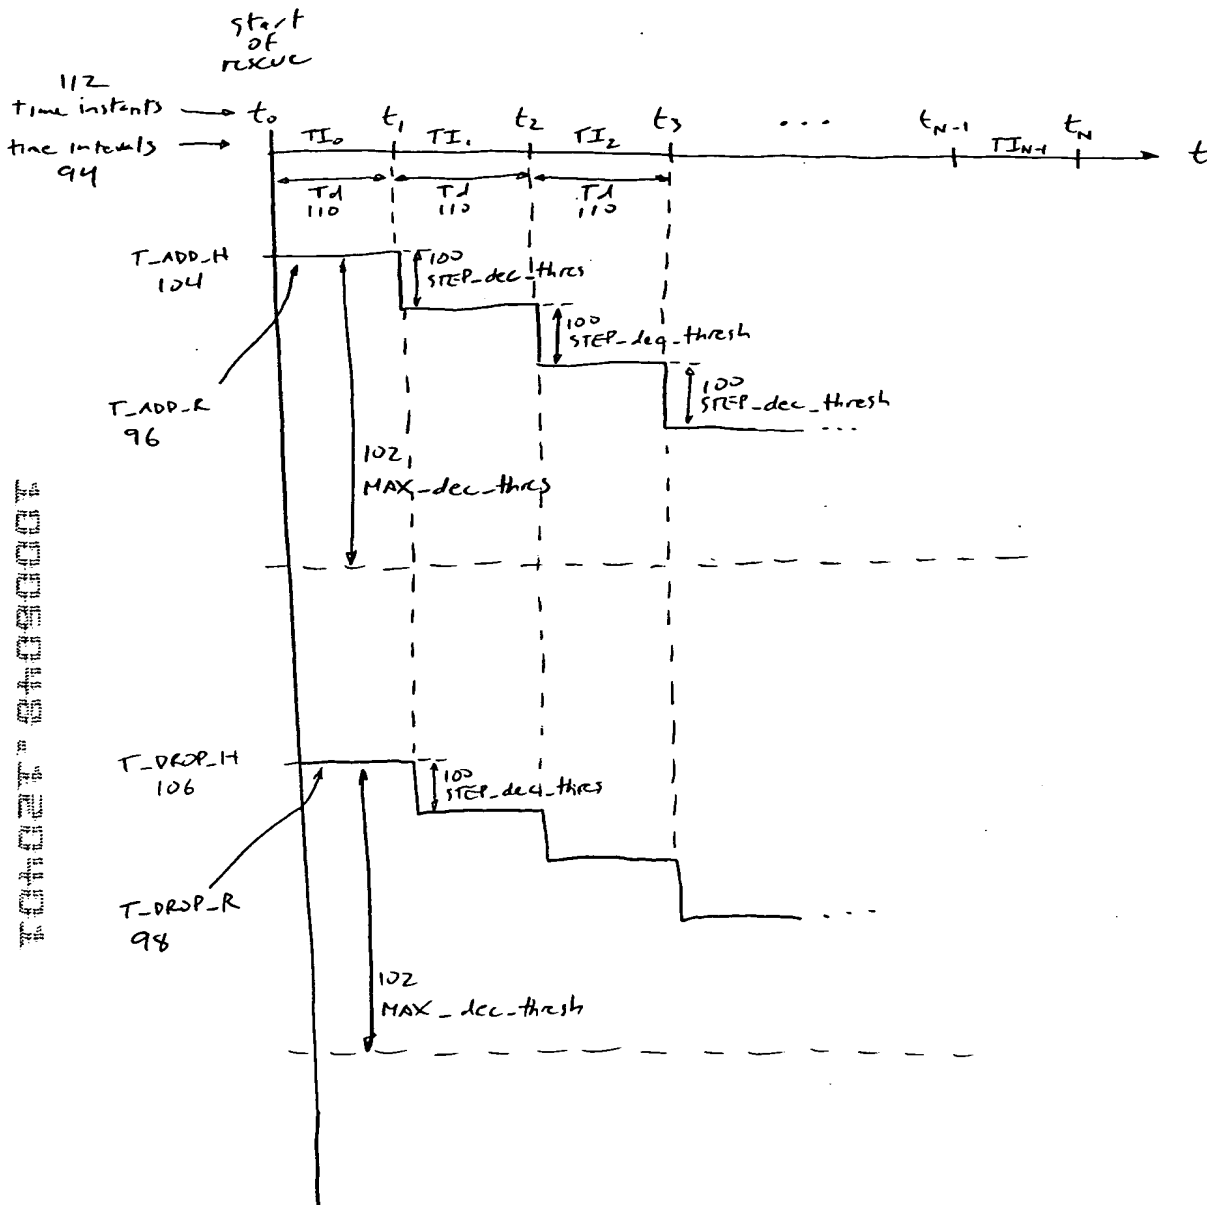 start
of
rescue
112
time instants
t₀ t₁ t₂ t₃ ... tN-1 tN
TI₀ TI₁ TI₂ TIN-1
t
time intervals
94
Td Td Td
110 110 110
T_ADD_H
104
100
STEP_dec_thres
100
STEP_deq_thresh
100
STEP_dec_thresh
...
T_ADD_R
96
102
MAX_dec_thres
10006048.120401
T_DROP_H
106
100
STEP_dec_thres
...
T_DROP_R
98
102
MAX_dec_thresh